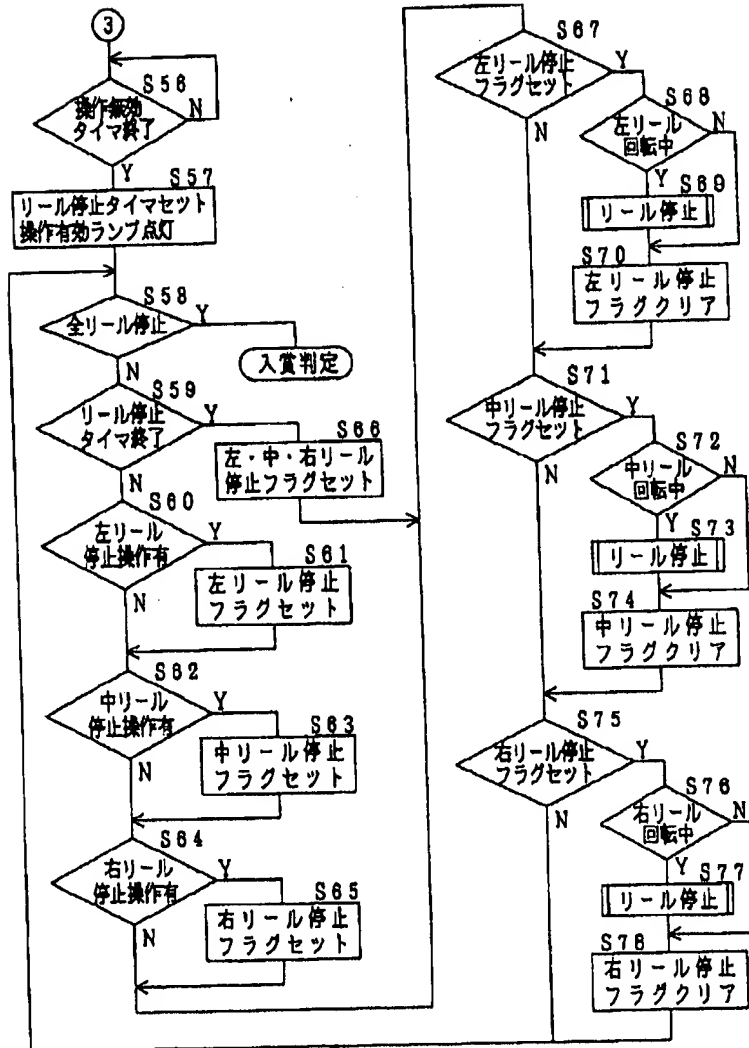 3
S56
操作無効
タイマ終了
N
Y
S57
リール停止タイマセット
操作有効ランプ点灯
S58
全リール停止
Y
入賞判定
N
S59
リール停止
タイマ終了
Y
S66
左・中・右リール
停止フラグセット
N
S60
左リール
停止操作有
Y
S61
左リール停止
フラグセット
N
S62
中リール
停止操作有
Y
S63
中リール停止
フラグセット
N
S64
右リール
停止操作有
Y
S65
右リール停止
フラグセット
N
S67
左リール停止
フラグセット
Y
S68
左リール
回転中
N
N
Y
S69
リール停止
S70
左リール停止
フラグクリア
S71
中リール停止
フラグセット
Y
S72
中リール
回転中
N
N
Y
S73
リール停止
S74
中リール停止
フラグクリア
S75
右リール停止
フラグセット
Y
S76
右リール
回転中
N
N
Y
S77
リール停止
S78
右リール停止
フラグクリア